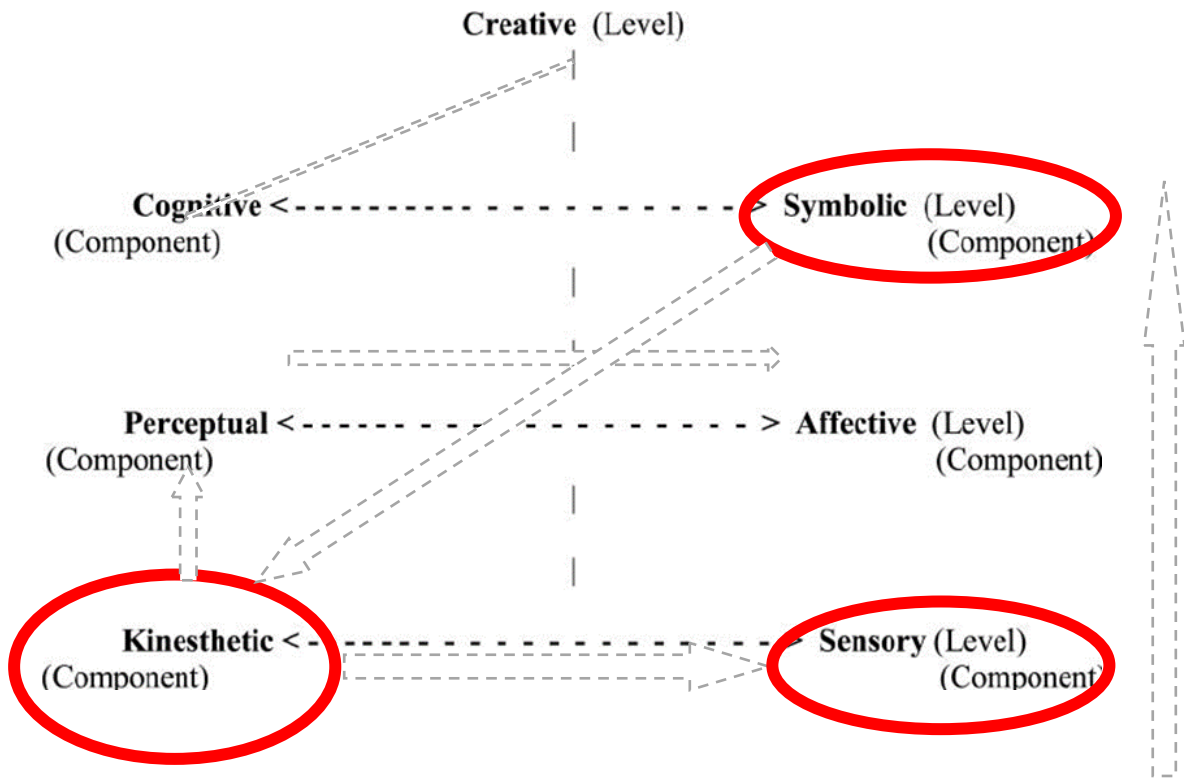 Creative (Level)
Cognitive <- - - - - - - - - - - - - - - - - - - -> Symbolic (Level)
(Component) (Component)
Perceptual <- - - - - - - - - - - - - - - - - - - -> Affective (Level)
(Component) (Component)
Kinesthetic <- - - - - - - - - - - - - - - - - - - -> Sensory (Level)
(Component) (Component)